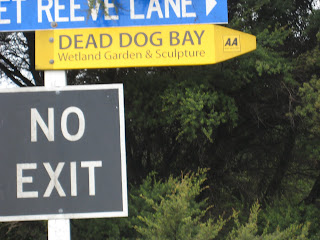 ET REEVE LANE
DEAD DOG BAY
Wetland Garden & Sculpture
AA
NO
EXIT